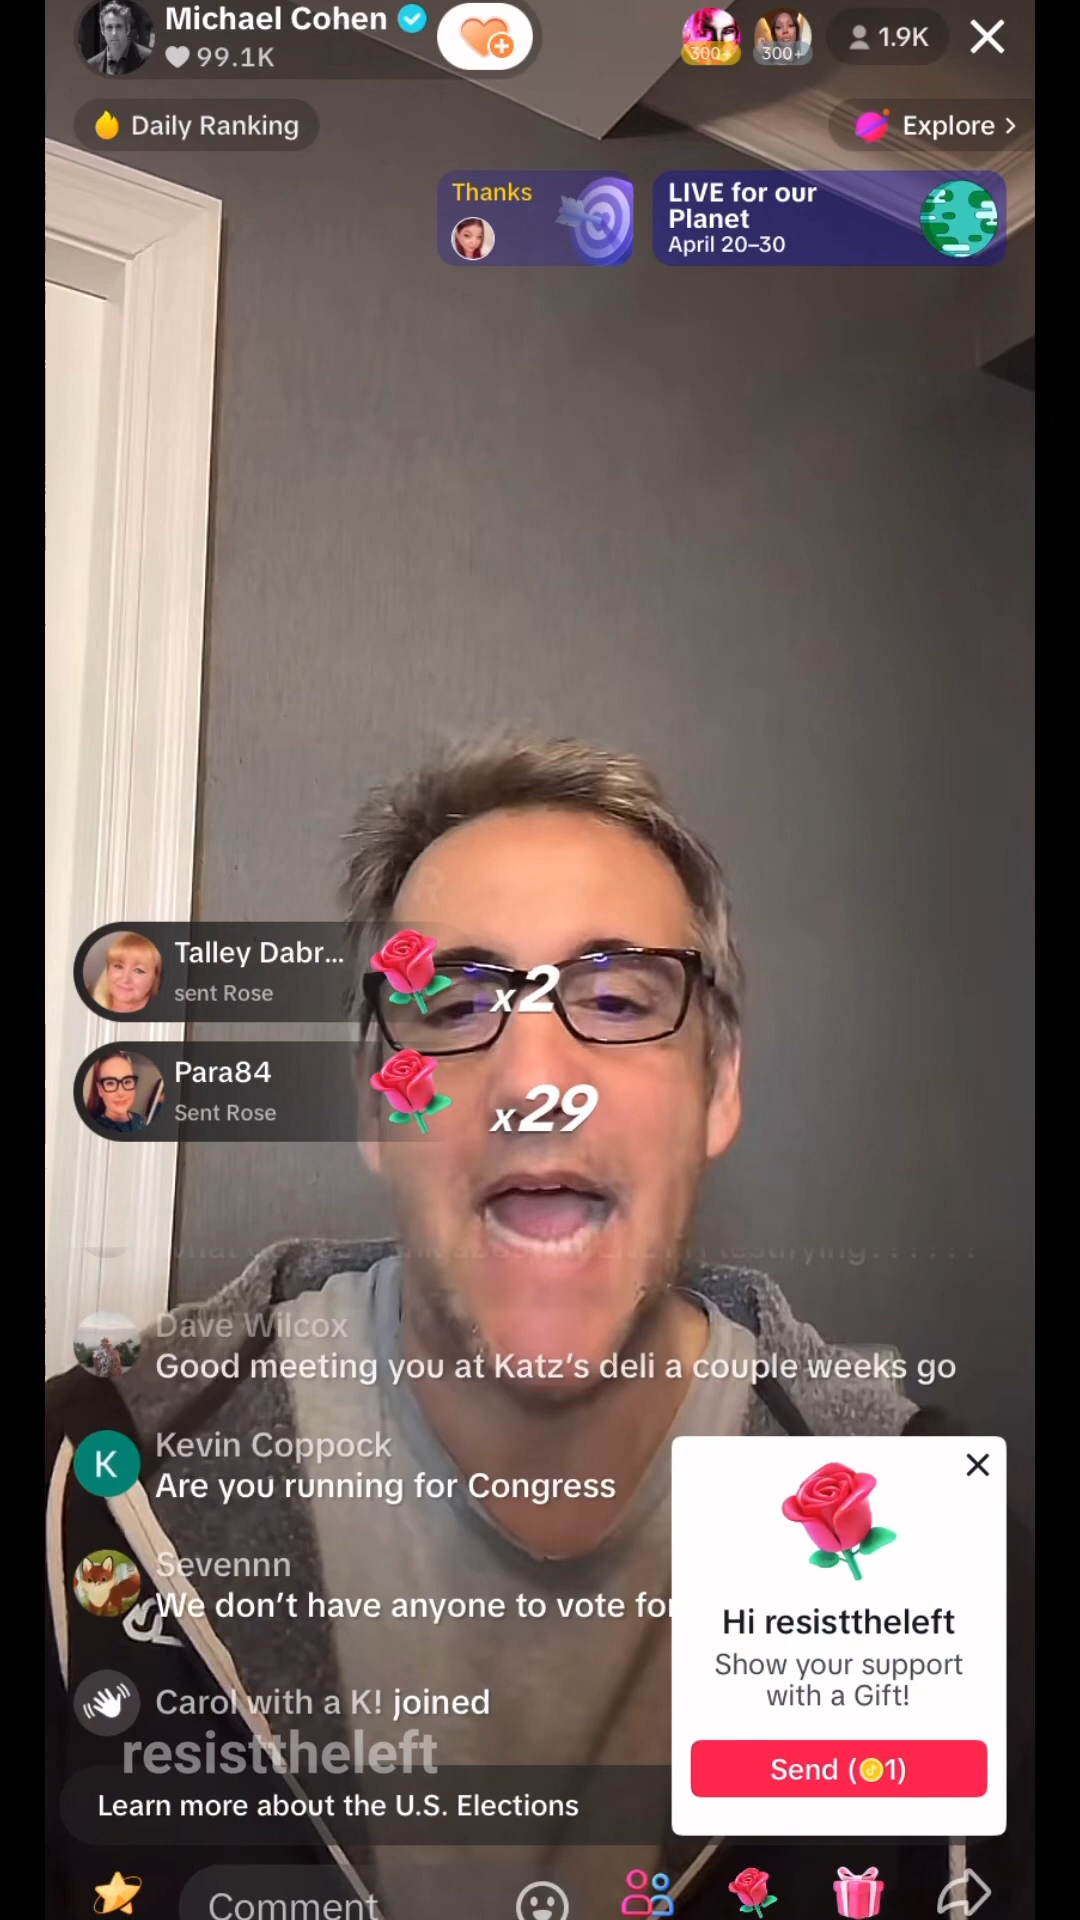 Michael Cohen
99.1K
300+
300+
1.9K
Daily Ranking
Explore >
Thanks
LIVE for our
Planet
April 20–30
Talley Dabr...
sent Rose
x2
Para84
Sent Rose
x29
testifying??????
Dave Wilcox
Good meeting you at Katz's deli a couple weeks go
K
Kevin Coppock
Are you running for Congress
Sevennn
We don't have anyone to vote for
Carol with a K! joined
resisttheleft
Learn more about the U.S. Elections
Hi resisttheleft
Show your support
with a Gift!
Send (1)
Comment